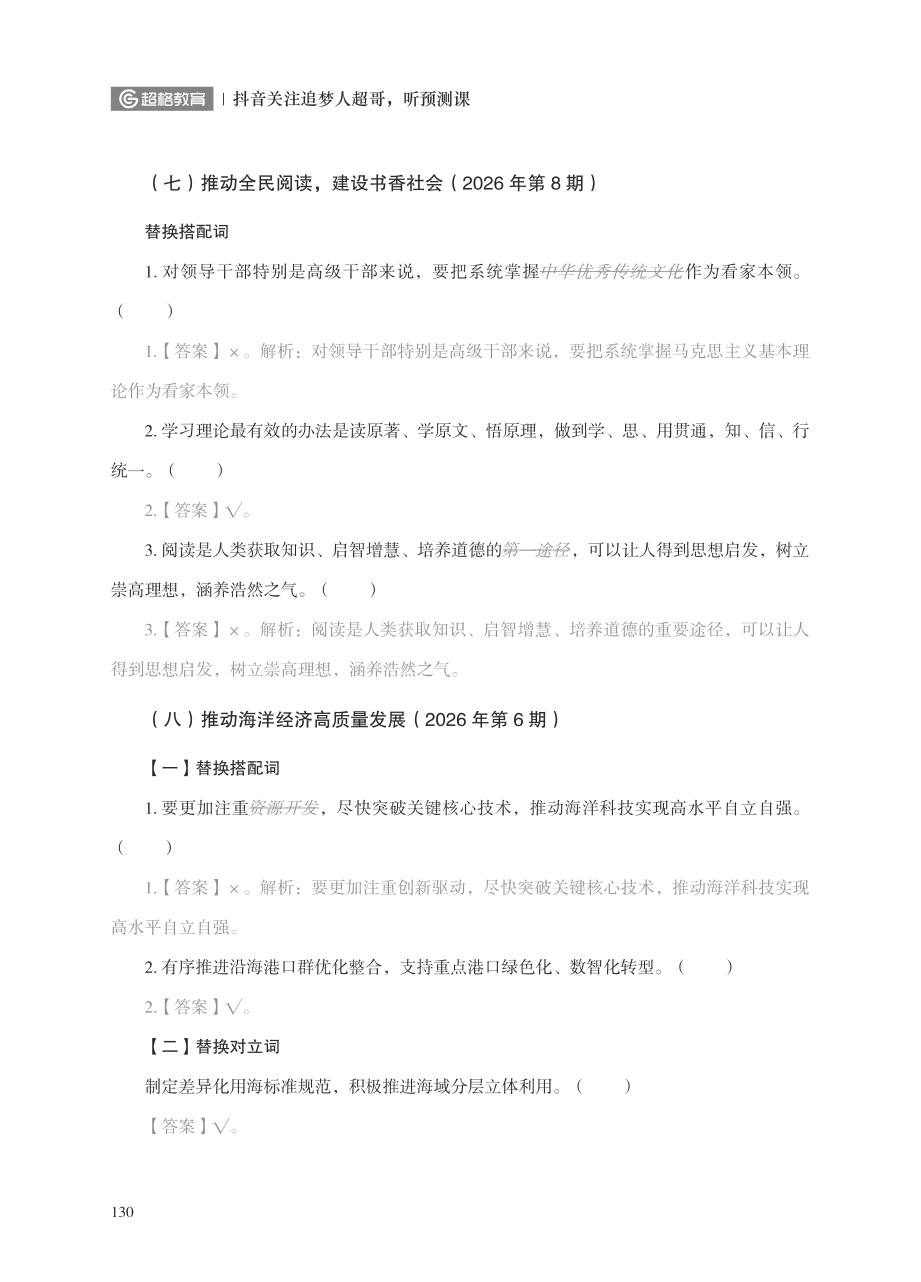 超格教育 | 抖音关注追梦人超哥，听预测课
（七）推动全民阅读，建设书香社会（2026 年第 8 期）
替换搭配词
1. 对领导干部特别是高级干部来说，要把系统掌握中华优秀传统文化作为看家本领。
（　　）
1.【答案】×。解析：对领导干部特别是高级干部来说，要把系统掌握马克思主义基本理
论作为看家本领。
2. 学习理论最有效的办法是读原著、学原文、悟原理，做到学、思、用贯通，知、信、行
统一。（　　）
2.【答案】√。
3. 阅读是人类获取知识、启智增慧、培养道德的第一途径，可以让人得到思想启发，树立
崇高理想，涵养浩然之气。（　　）
3.【答案】×。解析：阅读是人类获取知识、启智增慧、培养道德的重要途径，可以让人
得到思想启发，树立崇高理想，涵养浩然之气。
（八）推动海洋经济高质量发展（2026 年第 6 期）
【一】替换搭配词
1. 要更加注重资源开发，尽快突破关键核心技术，推动海洋科技实现高水平自立自强。
（　　）
1.【答案】×。解析：要更加注重创新驱动，尽快突破关键核心技术，推动海洋科技实现
高水平自立自强。
2. 有序推进沿海港口群优化整合，支持重点港口绿色化、数智化转型。（　　）
2.【答案】√。
【二】替换对立词
制定差异化用海标准规范，积极推进海域分层立体利用。（　　）
【答案】√。
130